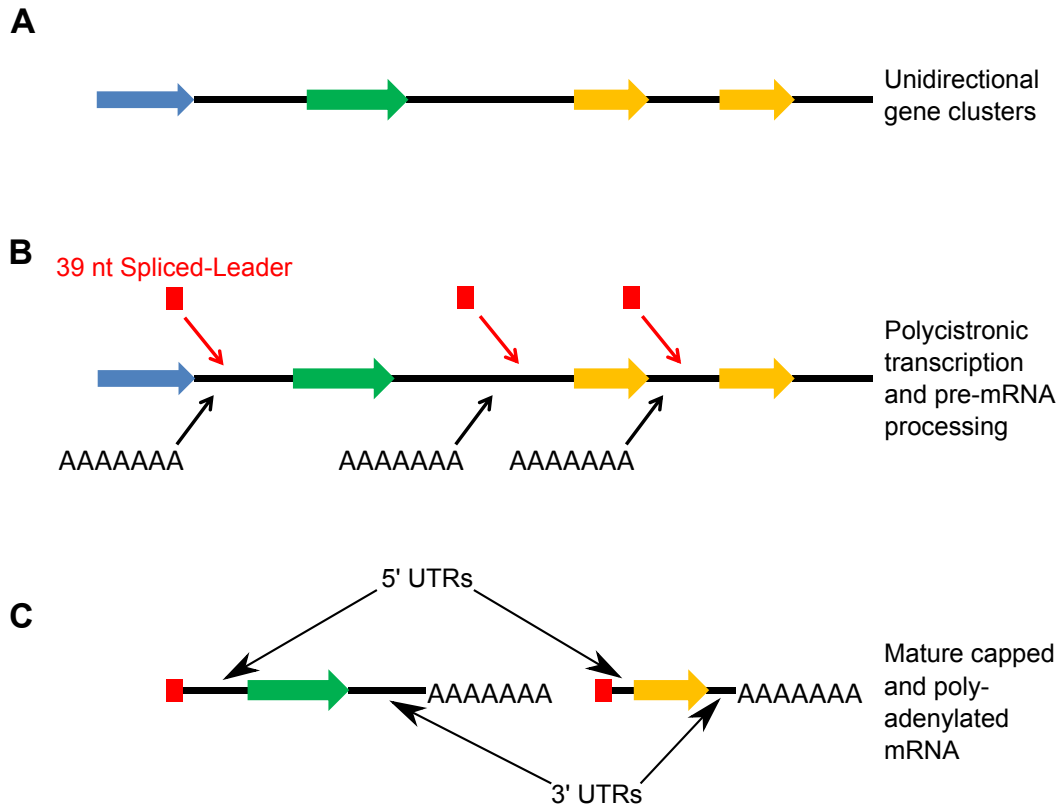 A
Unidirectional
gene clusters
B
39 nt Spliced-Leader
Polycistronic
transcription
and pre-mRNA
processing
AAAAAAA
AAAAAAA
AAAAAAA
5' UTRs
C
Mature capped
and poly-
adenylated
mRNA
AAAAAAA
AAAAAAA
3' UTRs